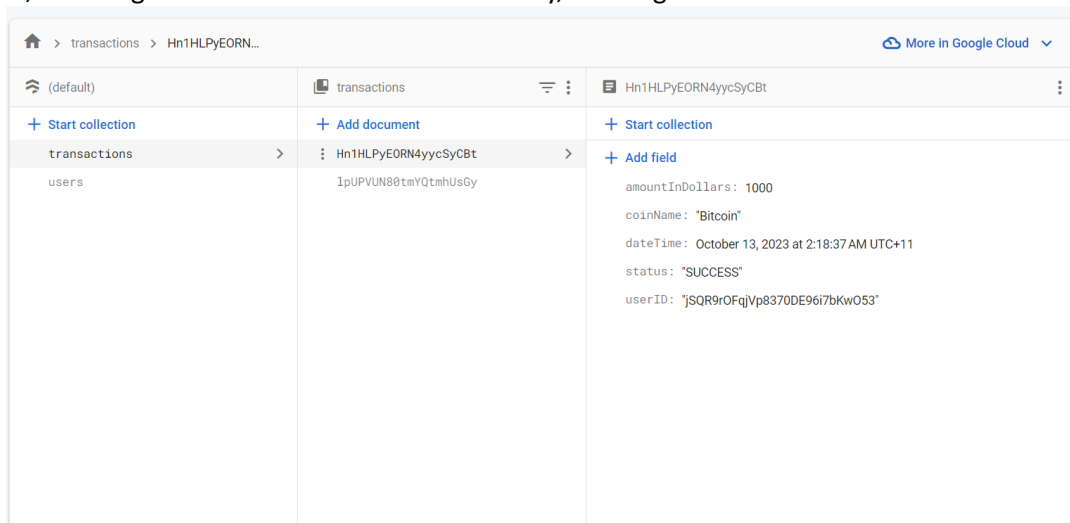 transactions > Hn1HLPyEORN...
More in Google Cloud
(default)
transactions
Hn1HLPyEORN4yycSyCBt
+ Start collection
+ Add document
+ Start collection
transactions
Hn1HLPyEORN4yycSyCBt
+ Add field
users
lpUPVUN80tmYQtmhUsGy
amountInDollars: 1000
coinName: "Bitcoin"
dateTime: October 13, 2023 at 2:18:37 AM UTC+11
status: "SUCCESS"
userID: "jSQR9rOFqjVp8370DE96i7bKwO53"